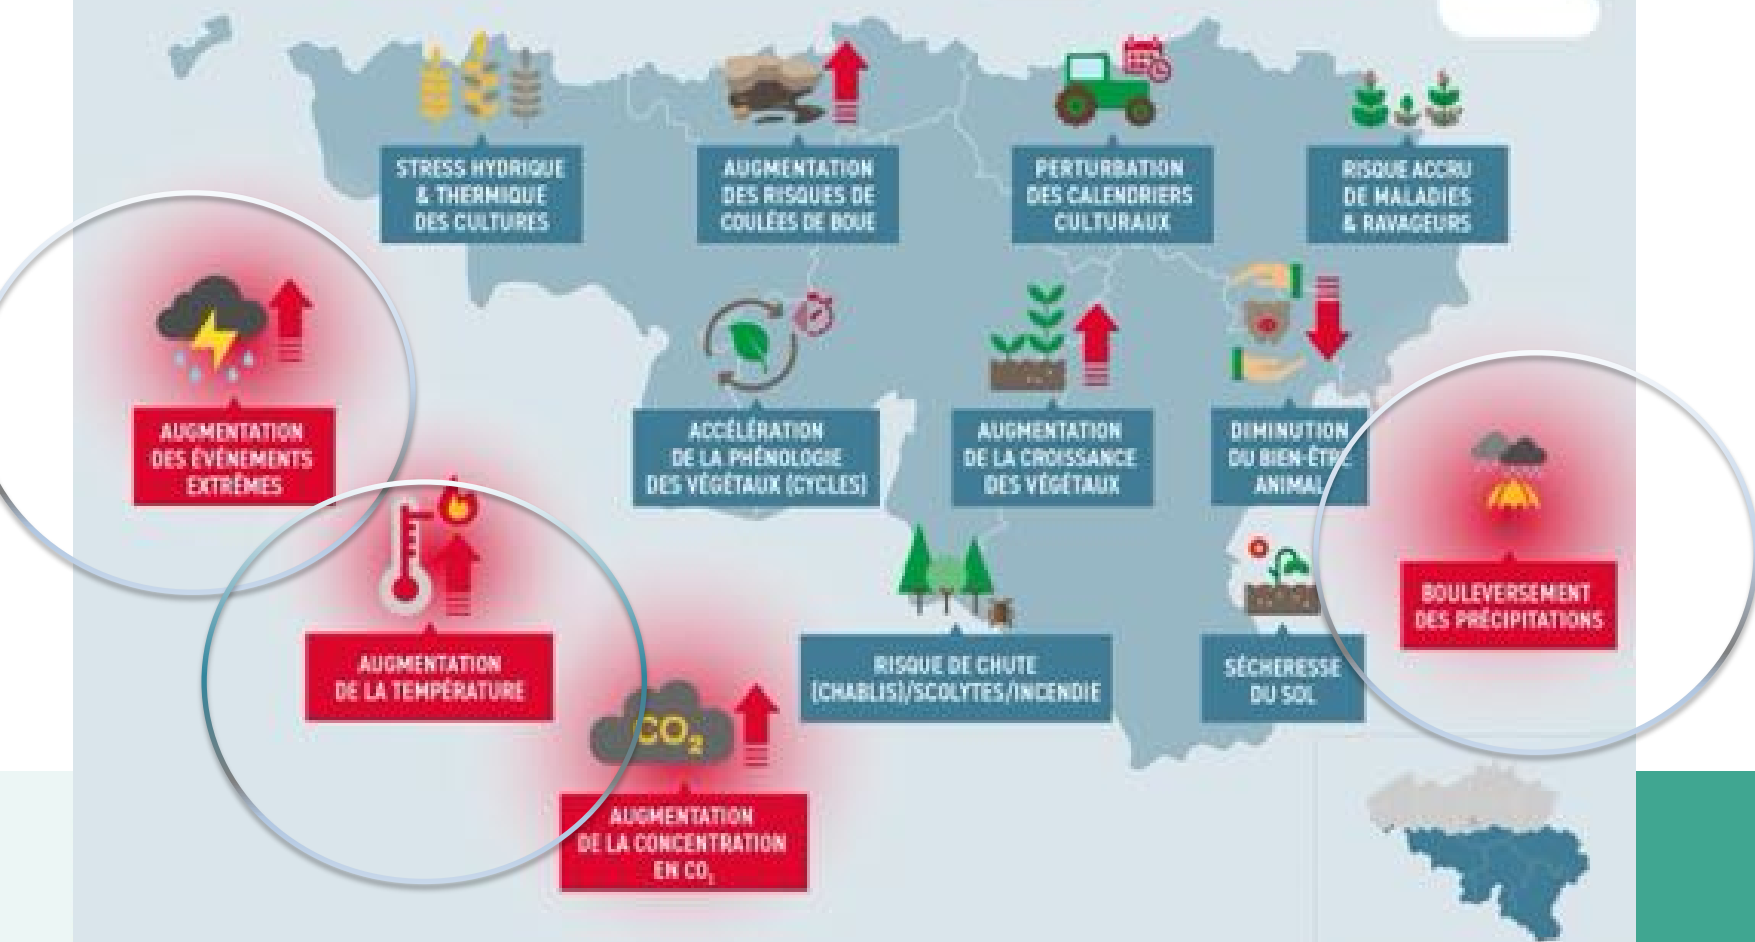 STRESS HYDRIQUE
& THERMIQUE
DES CULTURES
AUGMENTATION
DES RISQUES DE
COULÉES DE BOUE
PERTURBATION
DES CALENDRIERS
CULTURAUX
RISQUE ACCRU
DE MALADIES
& RAVAGEURS
AUGMENTATION
DES ÉVÉNEMENTS
EXTRÊMES
ACCÉLÉRATION
DE LA PHÉNOLOGIE
DES VÉGÉTAUX (CYCLES)
AUGMENTATION
DE LA CROISSANCE
DES VÉGÉTAUX
DIMINUTION
DU BIEN-ÊTRE
ANIMAL
BOULEVERSEMENT
DES PRÉCIPITATIONS
AUGMENTATION
DE LA TEMPÉRATURE
RISQUE DE CHUTE
(CHABLIS)/SCOLYTES/INCENDIE
SÉCHERESSE
DU SOL
CO₂
AUGMENTATION
DE LA CONCENTRATION
EN CO₂